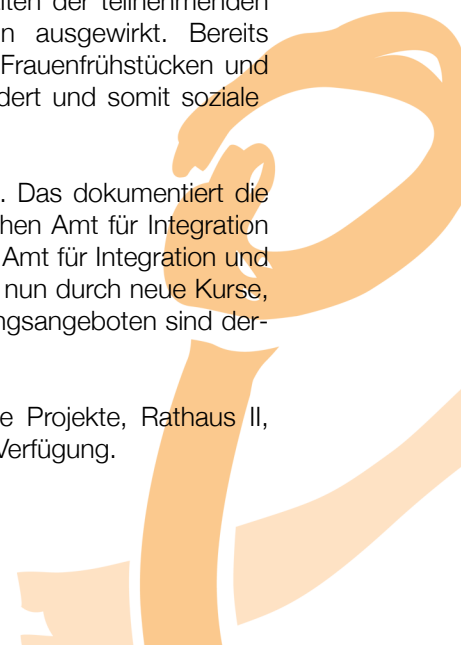 ten der teilnehmenden
n ausgewirkt. Bereits
Frauenfrühstücken und
dert und somit soziale
. Das dokumentiert die
chen Amt für Integration
Amt für Integration und
nun durch neue Kurse,
ngsangeboten sind der-
e Projekte, Rathaus II,
Verfügung.